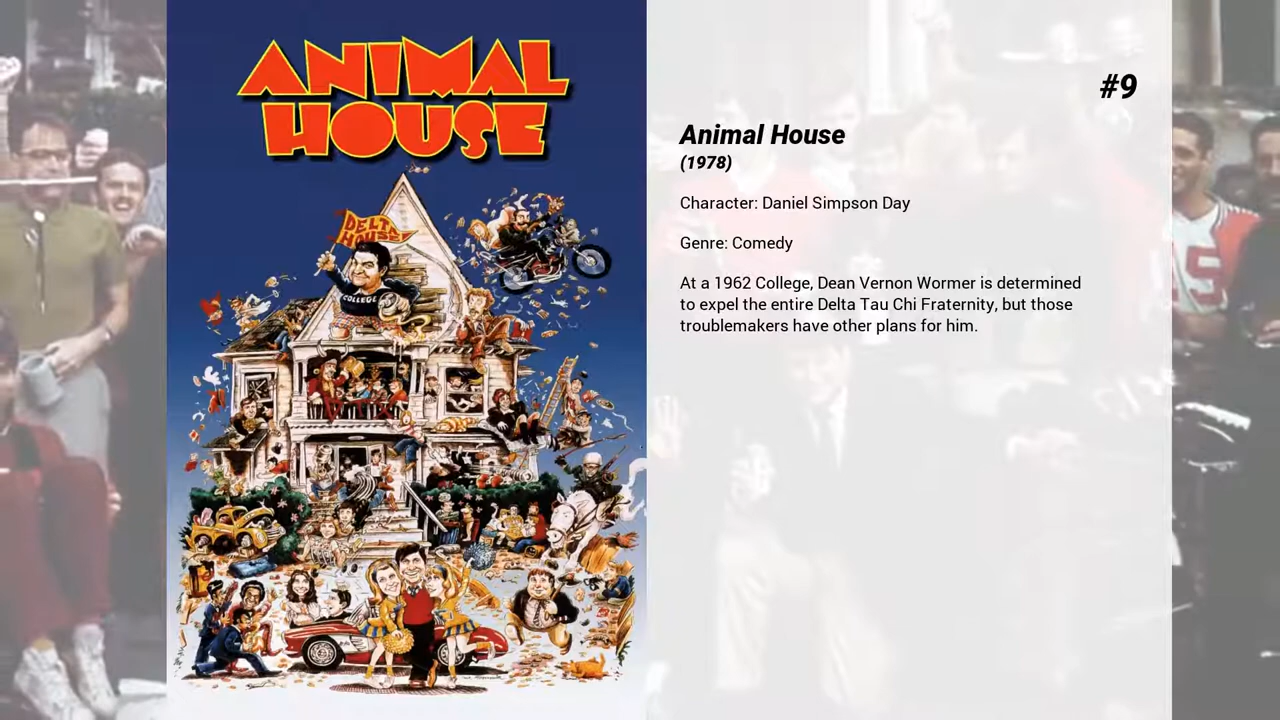 ANIMAL
HOUSE
DELTA
HOUSE!
COLLEGE
#9
Animal House
(1978)
Character: Daniel Simpson Day
Genre: Comedy
At a 1962 College, Dean Vernon Wormer is determined
to expel the entire Delta Tau Chi Fraternity, but those
troublemakers have other plans for him.